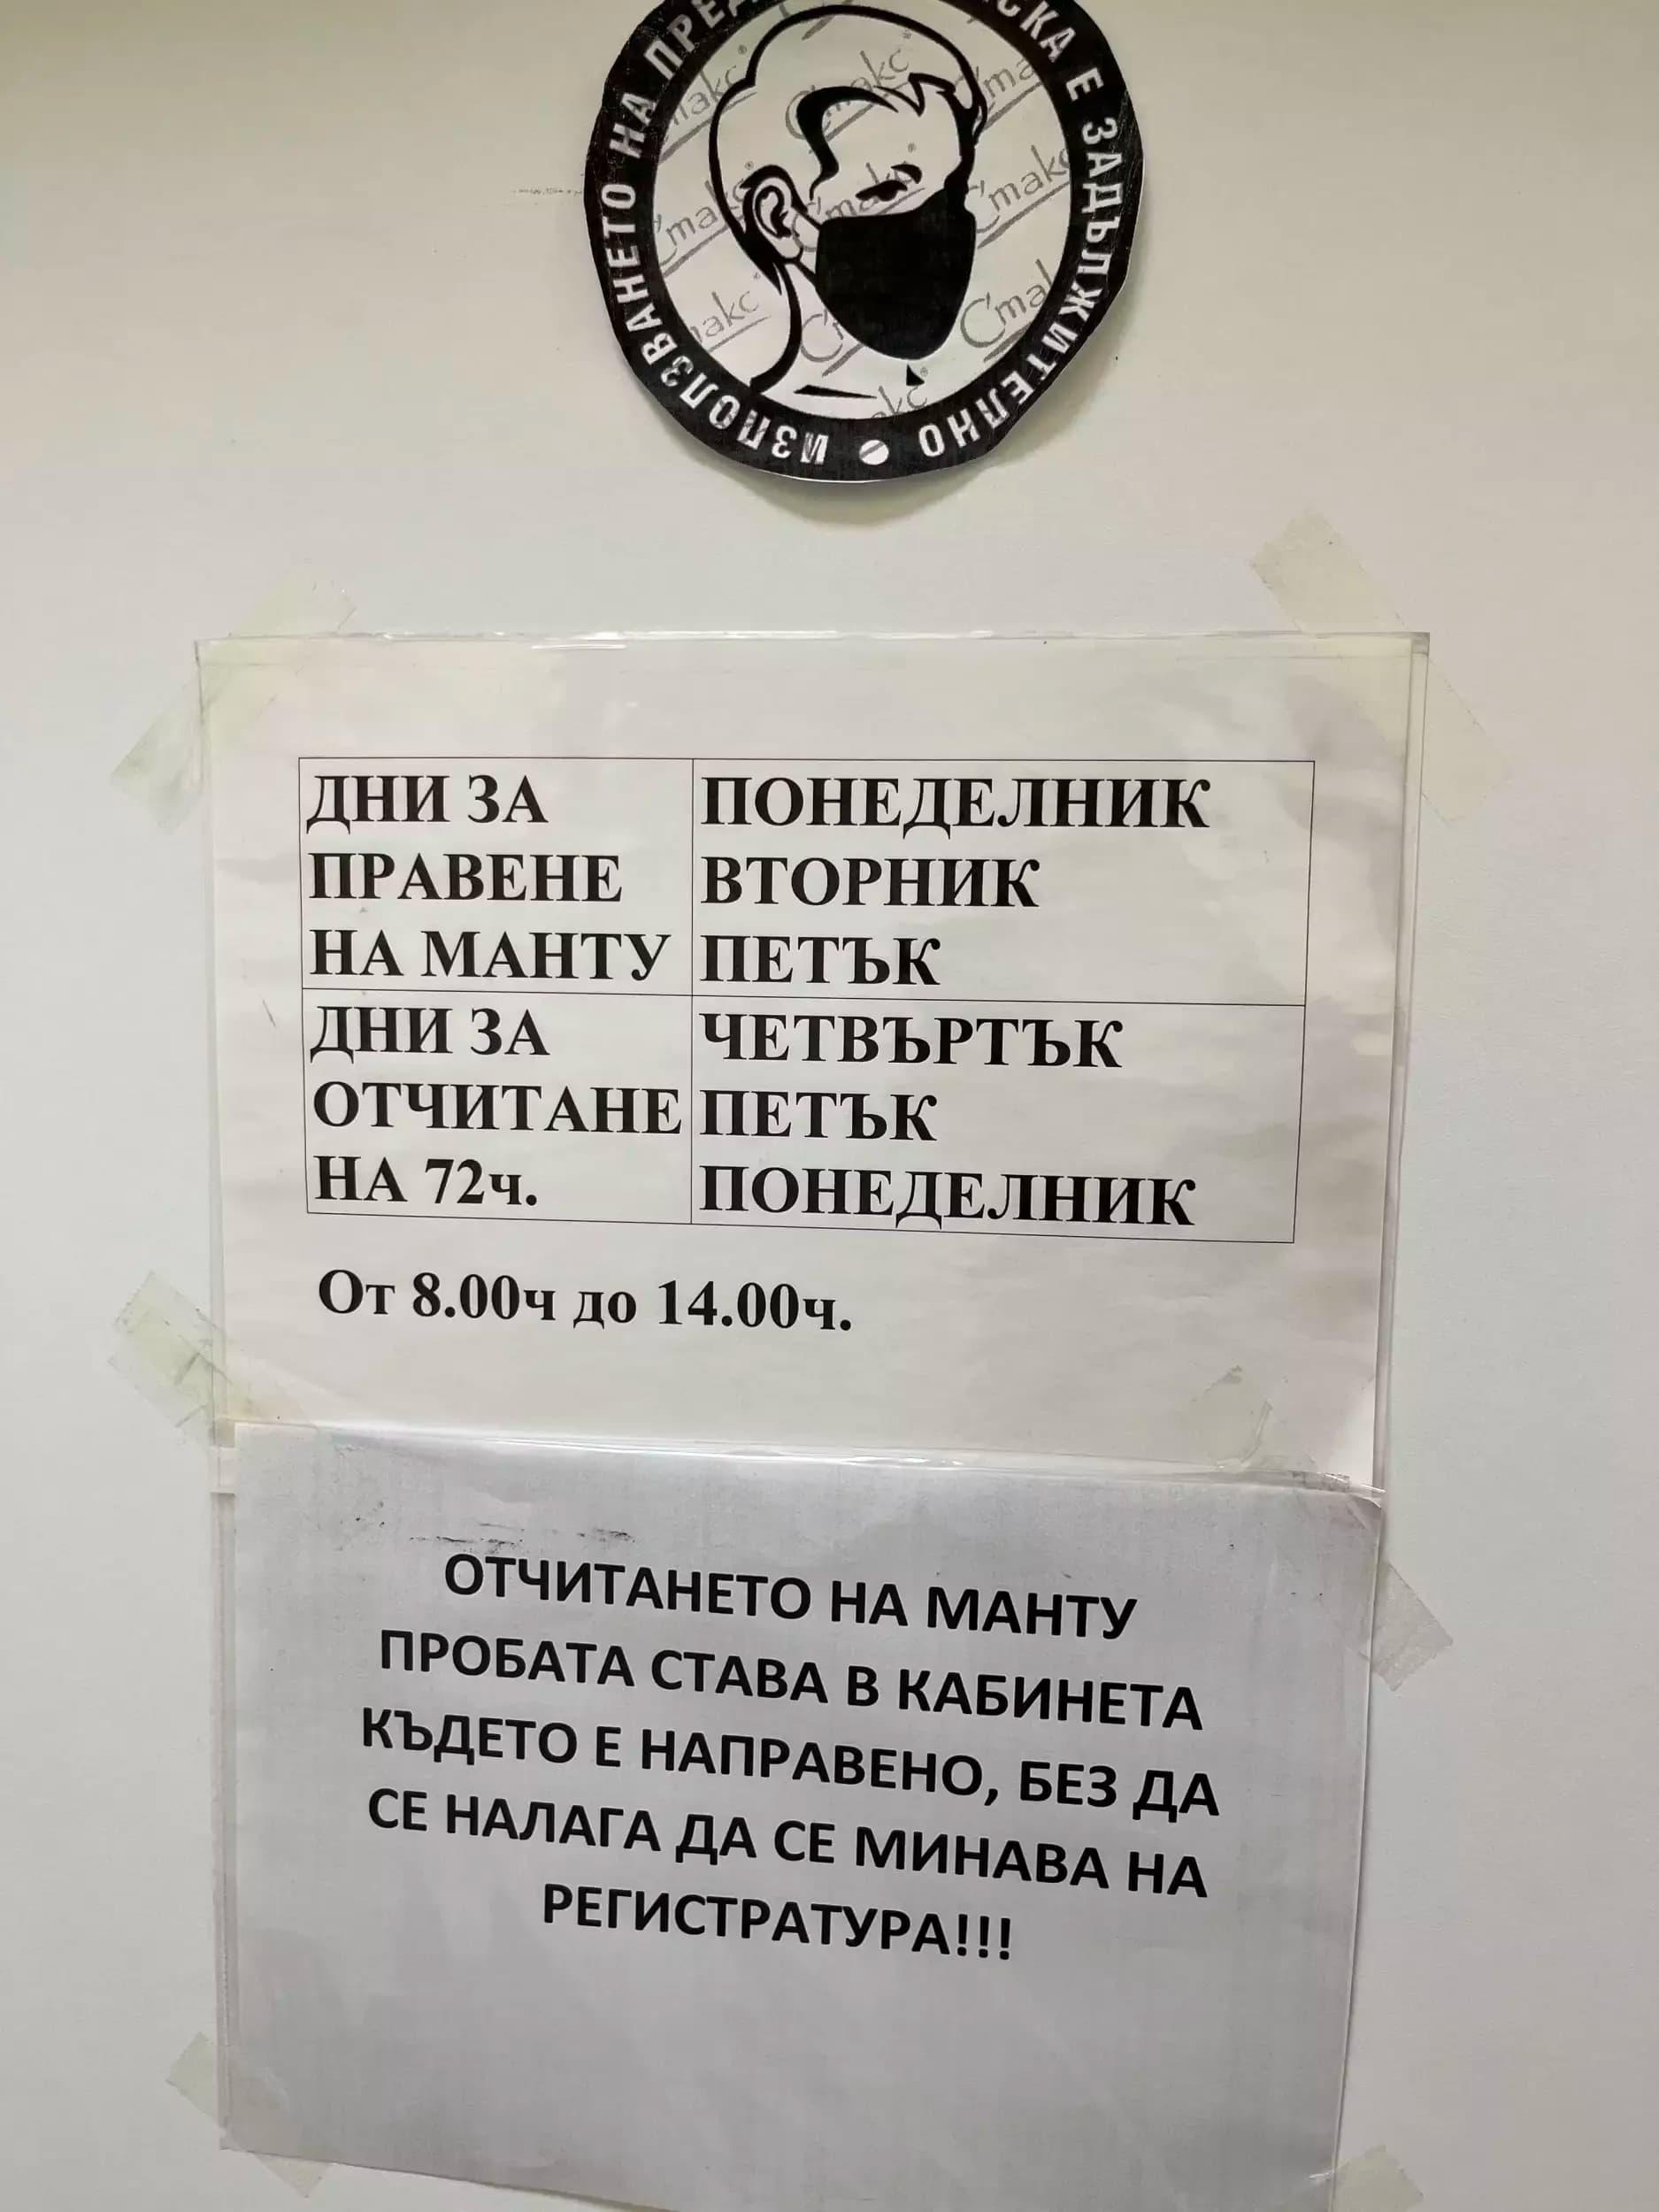 ИЗПОЛЗВАНЕТО НА Е ЗАДЪЛЖИТЕЛНО
Стакс
ДНИ ЗА
ПРАВЕНЕ
НА МАНТУ
ПОНЕДЕЛНИК
ВТОРНИК
ПЕТЪК
ДНИ ЗА
ОТЧИТАНЕ
НА 72ч.
ЧЕТВЪРТЪК
ПЕТЪК
ПОНЕДЕЛНИК
От 8.00ч до 14.00ч.
ОТЧИТАНЕТО НА МАНТУ
ПРОБАТА СТАВА В КАБИНЕТА
КЪДЕТО Е НАПРАВЕНО, БЕЗ ДА
СЕ НАЛАГА ДА СЕ МИНАВА НА
РЕГИСТРАТУРА!!!